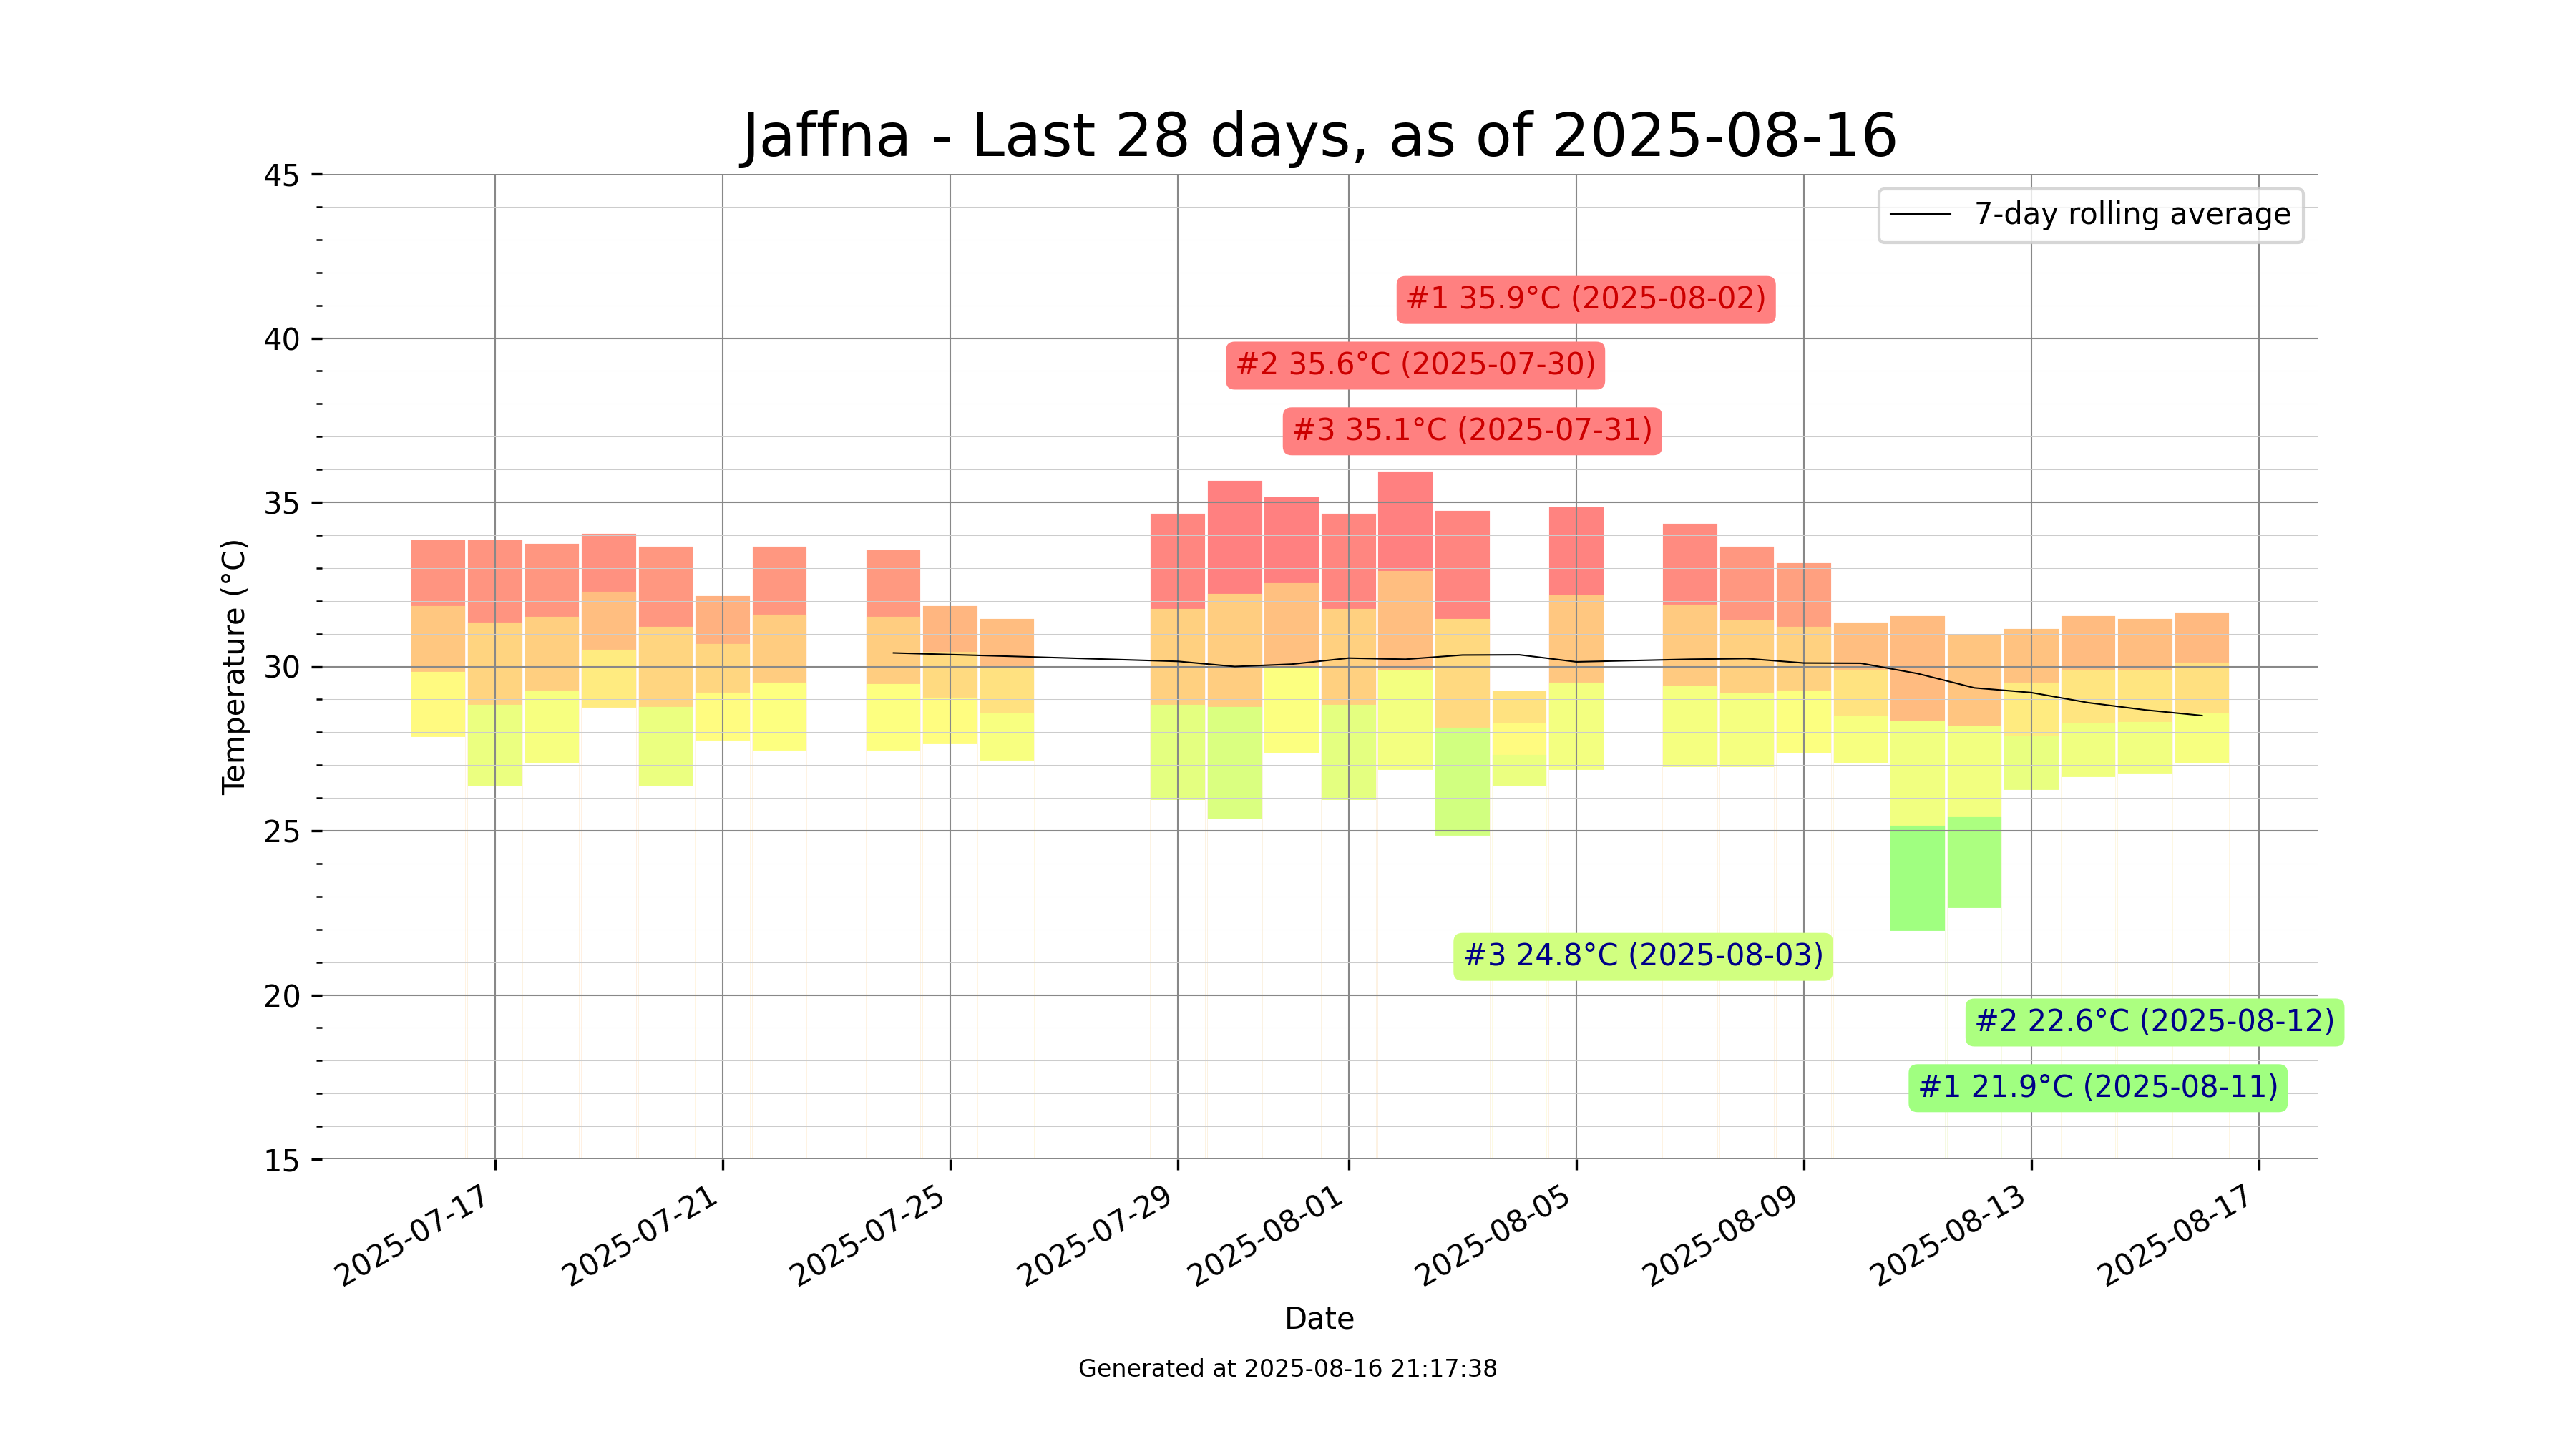 Jaffna - Last 28 days, as of 2025-08-16
45
7-day rolling average
#1 35.9°C (2025-08-02)
40
#2 35.6°C (2025-07-30)
#3 35.1°C (2025-07-31)
35
30
Temperature (°C)
25
#3 24.8°C (2025-08-03)
20
#2 22.6°C (2025-08-12)
#1 21.9°C (2025-08-11)
15
2025-07-17
2025-07-21
2025-07-25
2025-07-29
2025-08-01
2025-08-05
2025-08-09
2025-08-13
2025-08-17
Date
Generated at 2025-08-16 21:17:38